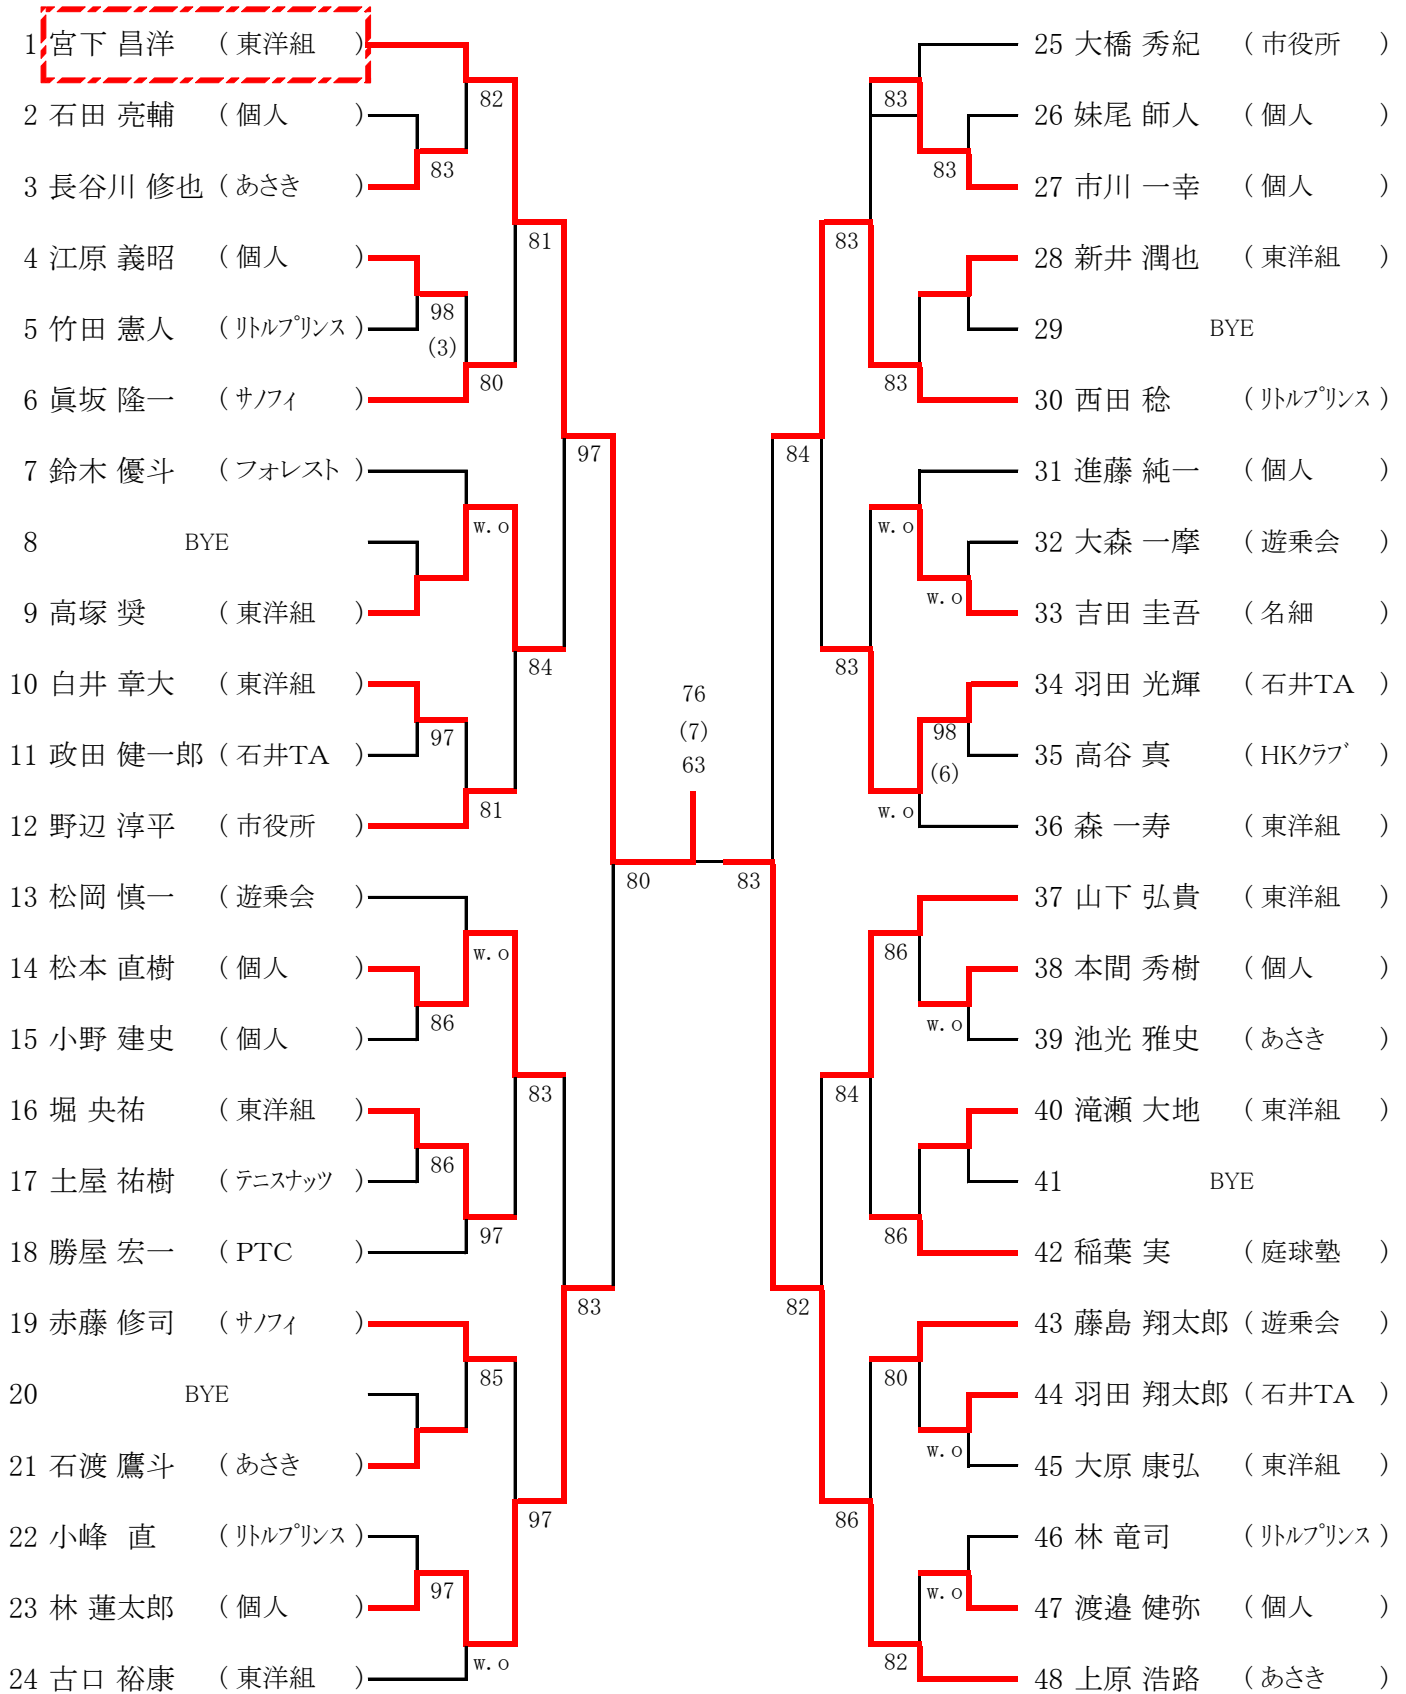 1 宮下 昌洋 ( 東洋組 )
2 石田 亮輔 ( 個人 )
3 長谷川 修也 ( あさき )
4 江原 義昭 ( 個人 )
5 竹田 憲人 ( ﾘﾄﾙﾌﾟﾘﾝｽ )
6 眞坂 隆一 ( サノフィ )
7 鈴木 優斗 ( フォレスト )
8 BYE
9 高塚 奨 ( 東洋組 )
10 白井 章大 ( 東洋組 )
11 政田 健一郎 ( 石井TA )
12 野辺 淳平 ( 市役所 )
13 松岡 慎一 ( 遊乗会 )
14 松本 直樹 ( 個人 )
15 小野 建史 ( 個人 )
16 堀 央祐 ( 東洋組 )
17 土屋 祐樹 ( テニスナッツ )
18 勝屋 宏一 ( PTC )
19 赤藤 修司 ( サノフィ )
20 BYE
21 石渡 鷹斗 ( あさき )
22 小峰 直 ( ﾘﾄﾙﾌﾟﾘﾝｽ )
23 林 蓮太郎 ( 個人 )
24 古口 裕康 ( 東洋組 )
83
98
(3)
97
86
86
97
82
80
w.o
81
w.o
97
85
w.o
81
84
83
97
97
83
80
76
(7)
63
83
84
82
83
83
84
86
83
83
w.o
w.o
86
86
80
82
83
w.o
98
(6)
w.o
w.o
w.o
25 大橋 秀紀 ( 市役所 )
26 妹尾 師人 ( 個人 )
27 市川 一幸 ( 個人 )
28 新井 潤也 ( 東洋組 )
29 BYE
30 西田 稔 ( ﾘﾄﾙﾌﾟﾘﾝｽ )
31 進藤 純一 ( 個人 )
32 大森 一摩 ( 遊乗会 )
33 吉田 圭吾 ( 名細 )
34 羽田 光輝 ( 石井TA )
35 高谷 真 ( HKｸﾗﾌﾞ )
36 森 一寿 ( 東洋組 )
37 山下 弘貴 ( 東洋組 )
38 本間 秀樹 ( 個人 )
39 池光 雅史 ( あさき )
40 滝瀬 大地 ( 東洋組 )
41 BYE
42 稲葉 実 ( 庭球塾 )
43 藤島 翔太郎 ( 遊乗会 )
44 羽田 翔太郎 ( 石井TA )
45 大原 康弘 ( 東洋組 )
46 林 竜司 ( ﾘﾄﾙﾌﾟﾘﾝｽ )
47 渡邉 健弥 ( 個人 )
48 上原 浩路 ( あさき )